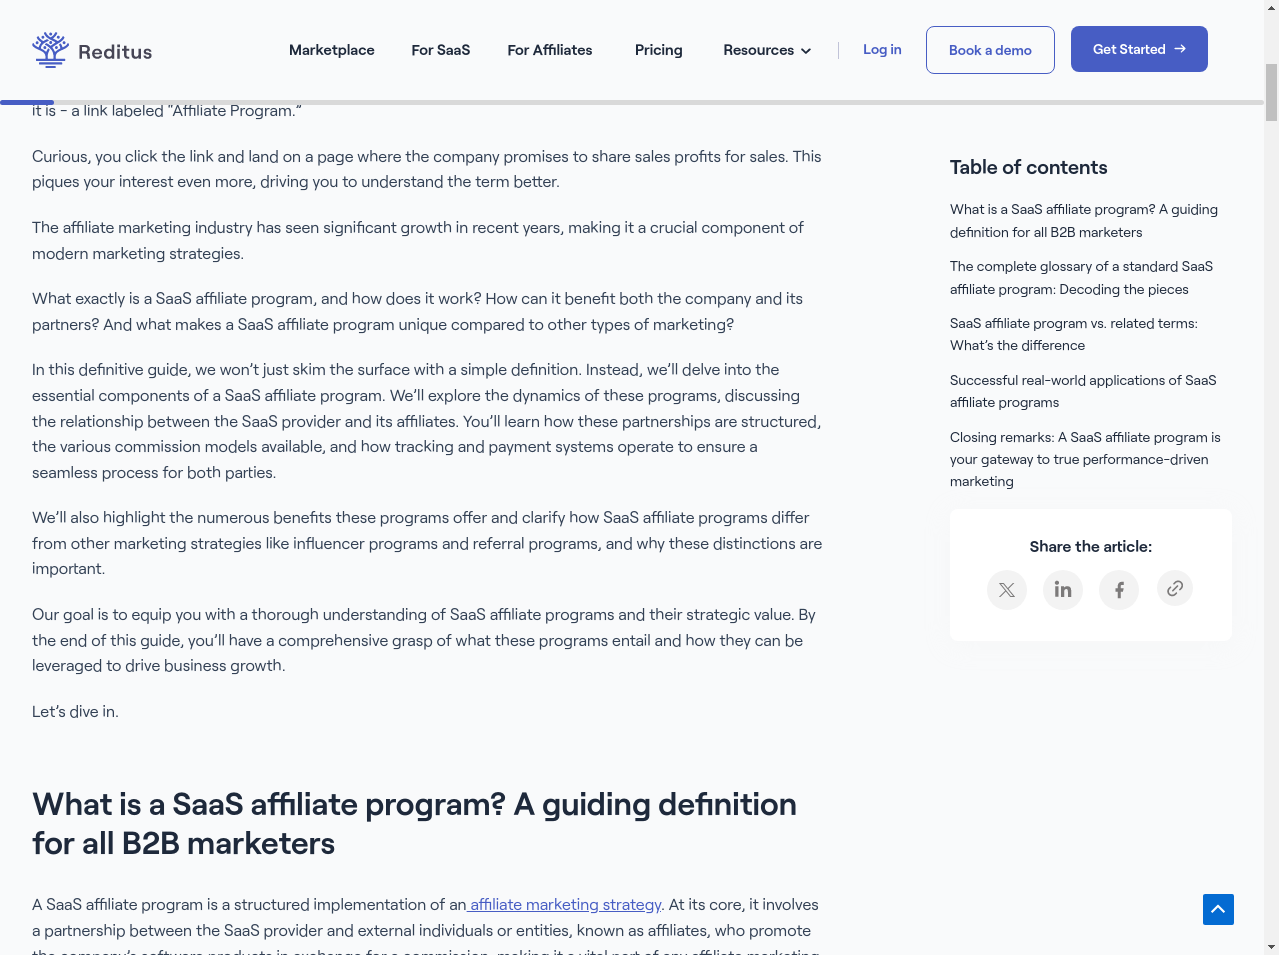 Reditus
Marketplace
For SaaS
For Affiliates
Pricing
Resources
Log in
Book a demo
Get Started
it is – a link labeled “Affiliate Program.”
Curious, you click the link and land on a page where the company promises to share sales profits for sales. This
piques your interest even more, driving you to understand the term better.
The affiliate marketing industry has seen significant growth in recent years, making it a crucial component of
modern marketing strategies.
What exactly is a SaaS affiliate program, and how does it work? How can it benefit both the company and its
partners? And what makes a SaaS affiliate program unique compared to other types of marketing?
In this definitive guide, we won’t just skim the surface with a simple definition. Instead, we’ll delve into the
essential components of a SaaS affiliate program. We’ll explore the dynamics of these programs, discussing
the relationship between the SaaS provider and its affiliates. You’ll learn how these partnerships are structured,
the various commission models available, and how tracking and payment systems operate to ensure a
seamless process for both parties.
We’ll also highlight the numerous benefits these programs offer and clarify how SaaS affiliate programs differ
from other marketing strategies like influencer programs and referral programs, and why these distinctions are
important.
Our goal is to equip you with a thorough understanding of SaaS affiliate programs and their strategic value. By
the end of this guide, you’ll have a comprehensive grasp of what these programs entail and how they can be
leveraged to drive business growth.
Let’s dive in.
What is a SaaS affiliate program? A guiding definition
for all B2B marketers
A SaaS affiliate program is a structured implementation of an affiliate marketing strategy. At its core, it involves
a partnership between the SaaS provider and external individuals or entities, known as affiliates, who promote
the company’s software products in exchange for a commission, making it a vital part of any affiliate marketing
Table of contents
What is a SaaS affiliate program? A guiding
definition for all B2B marketers
The complete glossary of a standard SaaS
affiliate program: Decoding the pieces
SaaS affiliate program vs. related terms:
What’s the difference
Successful real-world applications of SaaS
affiliate programs
Closing remarks: A SaaS affiliate program is
your gateway to true performance-driven
marketing
Share the article: